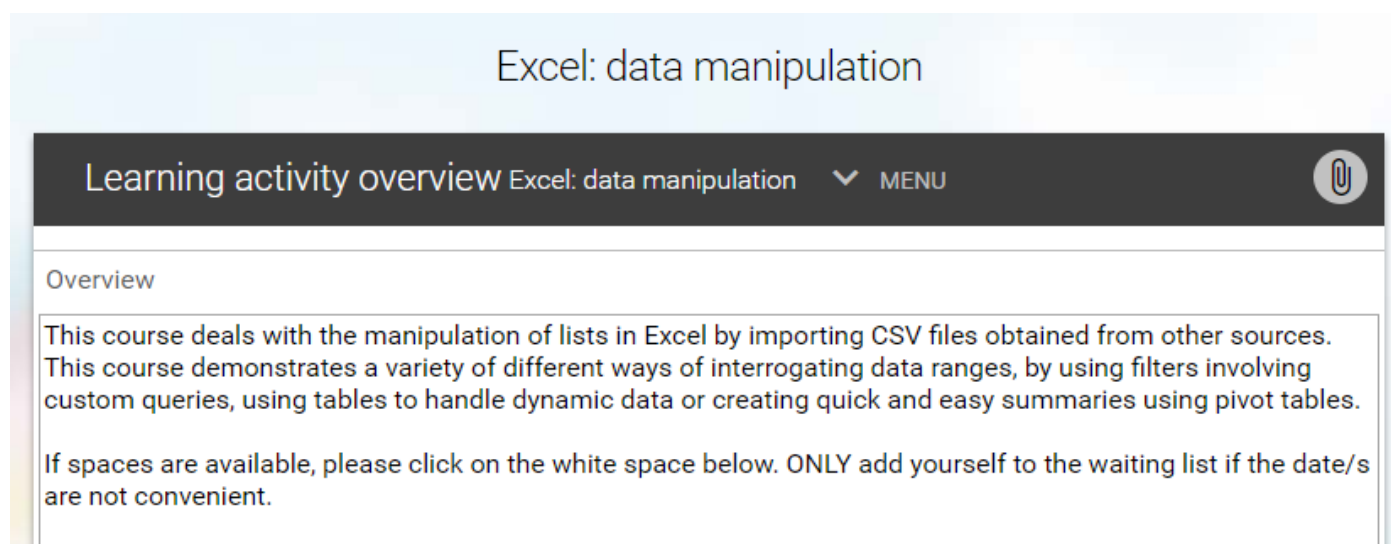 Excel: data manipulation
Learning activity overview Excel: data manipulation MENU
Overview
This course deals with the manipulation of lists in Excel by importing CSV files obtained from other sources.
This course demonstrates a variety of different ways of interrogating data ranges, by using filters involving
custom queries, using tables to handle dynamic data or creating quick and easy summaries using pivot tables.
If spaces are available, please click on the white space below. ONLY add yourself to the waiting list if the date/s
are not convenient.